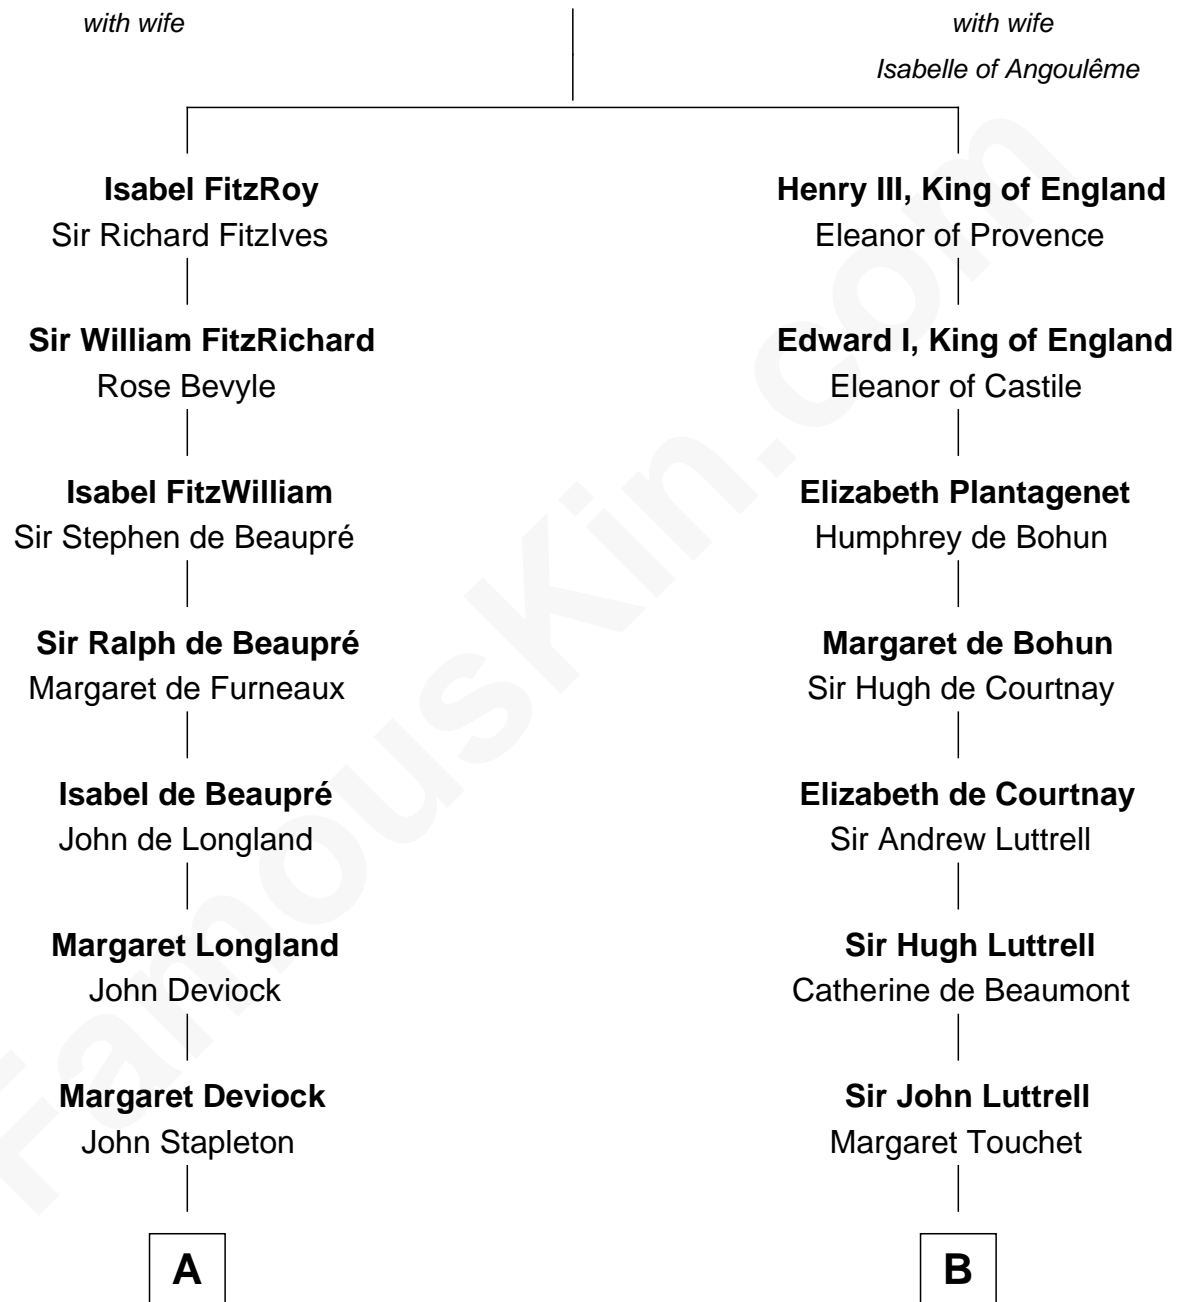 with wife
with wife
Isabelle of Angoulême
Isabel FitzRoy
Sir Richard FitzIves
Henry III, King of England
Eleanor of Provence
Sir William FitzRichard
Rose Bevyle
Edward I, King of England
Eleanor of Castile
Isabel FitzWilliam
Sir Stephen de Beaupré
Elizabeth Plantagenet
Humphrey de Bohun
Sir Ralph de Beaupré
Margaret de Furneaux
Margaret de Bohun
Sir Hugh de Courtnay
Isabel de Beaupré
John de Longland
Elizabeth de Courtnay
Sir Andrew Luttrell
Margaret Longland
John Deviock
Sir Hugh Luttrell
Catherine de Beaumont
Margaret Deviock
John Stapleton
Sir John Luttrell
Margaret Touchet
A
B
FamousKin.com